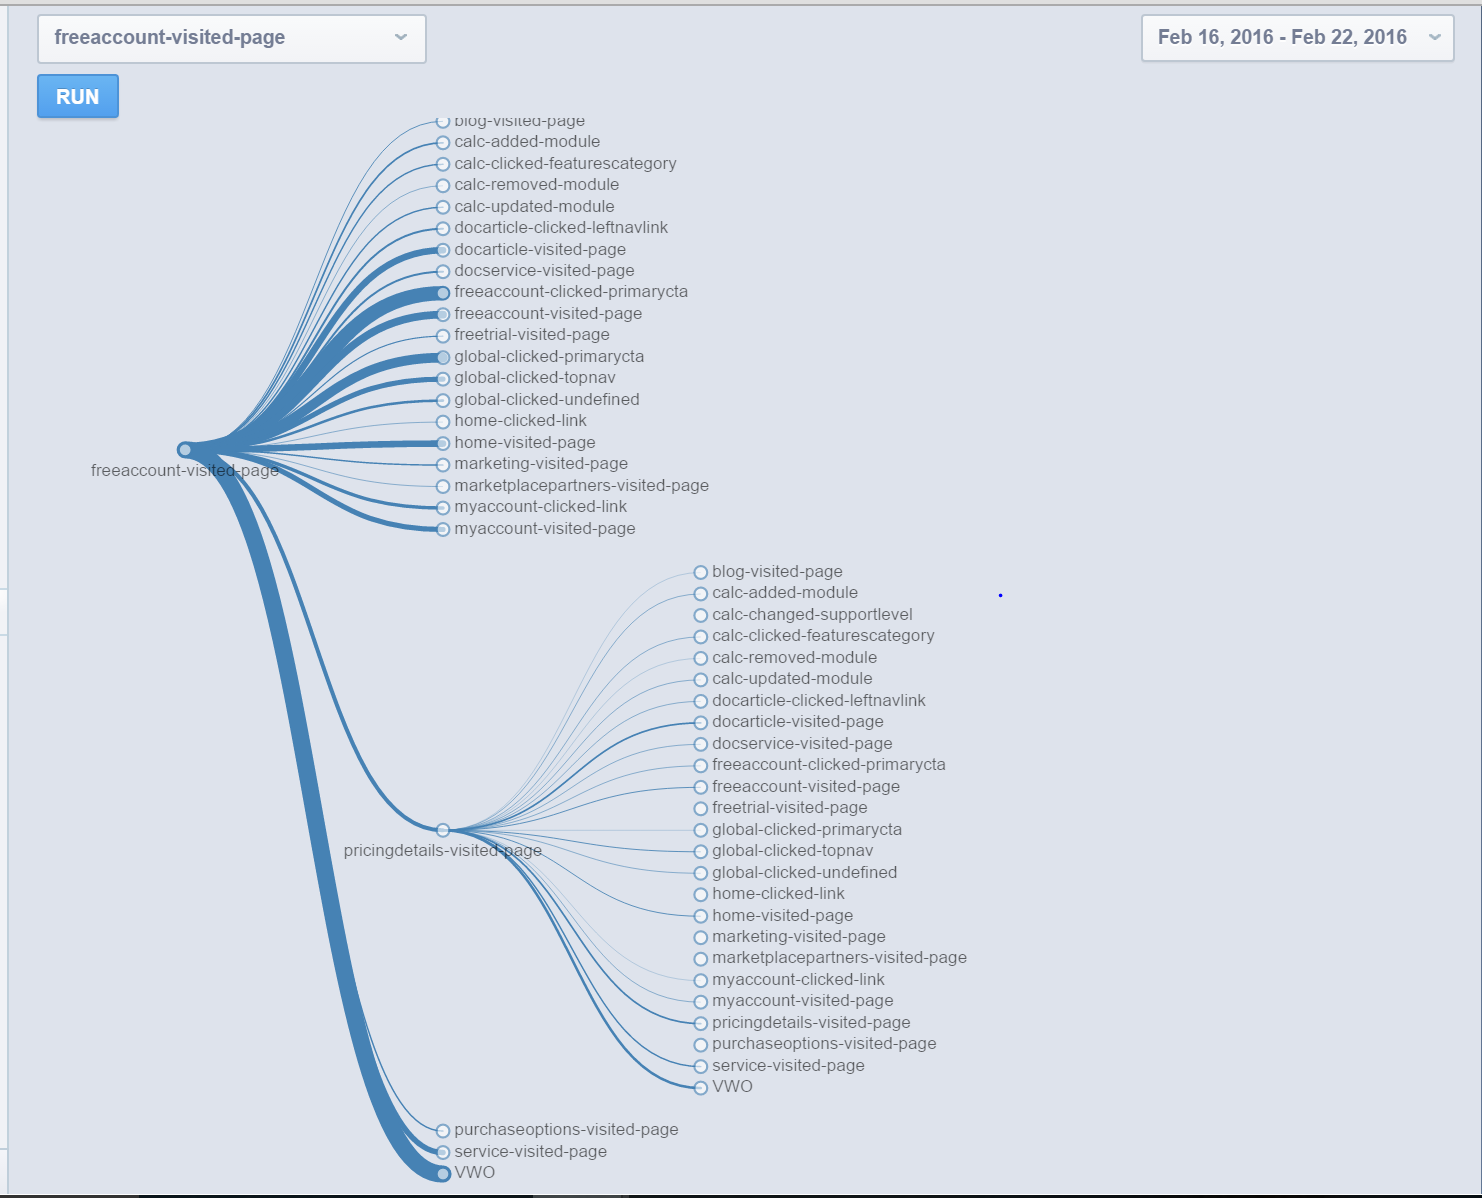 freeaccount-visited-page
Feb 16, 2016 - Feb 22, 2016
RUN
blog-visited-page
calc-added-module
calc-clicked-featurescategory
calc-removed-module
calc-updated-module
docarticle-clicked-leftnavlink
docarticle-visited-page
docservice-visited-page
freeaccount-clicked-primarycta
freeaccount-visited-page
freetrial-visited-page
global-clicked-primarycta
global-clicked-topnav
global-clicked-undefined
home-clicked-link
home-visited-page
marketing-visited-page
freeaccount-visited-page
marketplacepartners-visited-page
myaccount-clicked-link
myaccount-visited-page
blog-visited-page
calc-added-module
calc-changed-supportlevel
calc-clicked-featurescategory
calc-removed-module
calc-updated-module
docarticle-clicked-leftnavlink
docarticle-visited-page
docservice-visited-page
freeaccount-clicked-primarycta
freeaccount-visited-page
freetrial-visited-page
global-clicked-primarycta
pricingdetails-visited-page
global-clicked-topnav
global-clicked-undefined
home-clicked-link
home-visited-page
marketing-visited-page
marketplacepartners-visited-page
myaccount-clicked-link
myaccount-visited-page
pricingdetails-visited-page
purchaseoptions-visited-page
service-visited-page
VWO
purchaseoptions-visited-page
service-visited-page
VWO